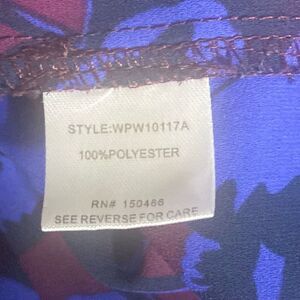 STYLE:WPW10117A
100%POLYESTER
RN# 150466
SEE REVERSE FOR CARE